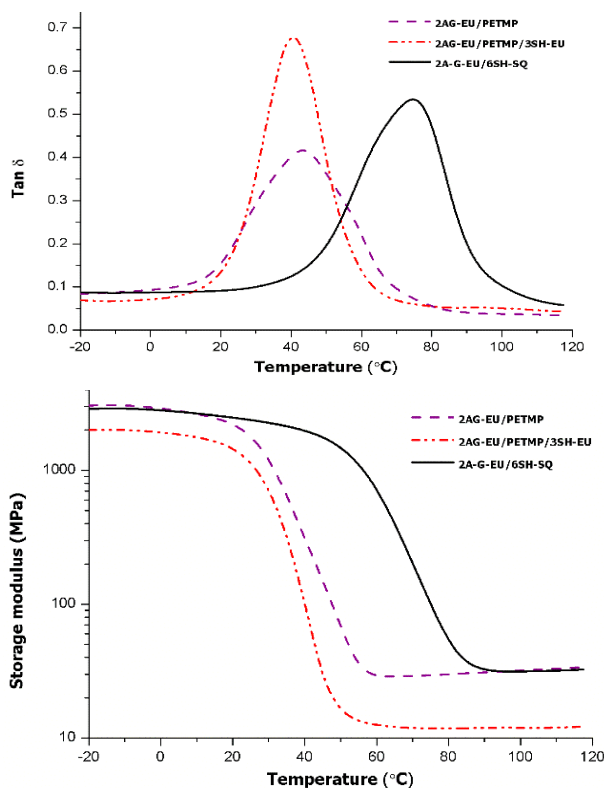 0.7
0.6
0.5
0.4
0.3
0.2
0.1
0.0
Tan δ
2AG-EU/PETMP
2AG-EU/PETMP/3SH-EU
2A-G-EU/6SH-SQ
-20 0 20 40 60 80 100 120
Temperature (°C)
1000
100
10
Storage modulus (MPa)
2AG-EU/PETMP
2AG-EU/PETMP/3SH-EU
2A-G-EU/6SH-SQ
-20 0 20 40 60 80 100 120
Temperature (°C)